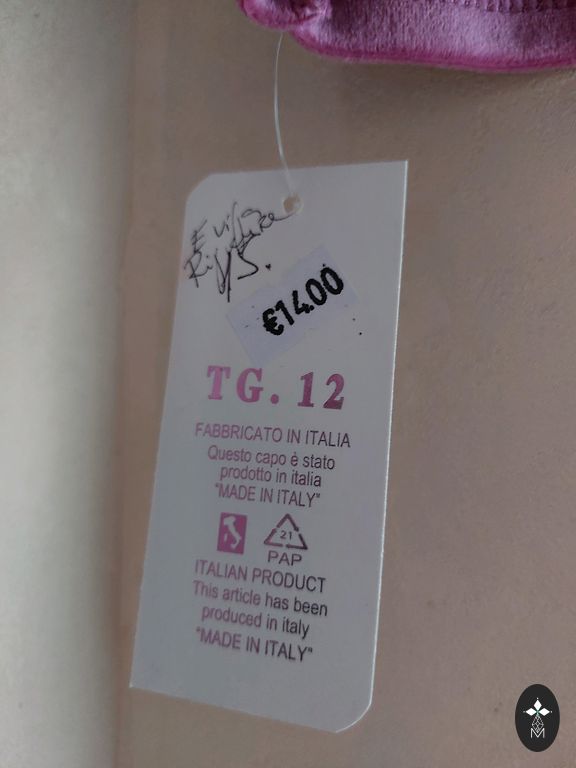 €14.00
TG. 12
FABBRICATO IN ITALIA
Questo capo è stato
prodotto in italia
"MADE IN ITALY"
21
PAP
ITALIAN PRODUCT
This article has been
produced in italy
"MADE IN ITALY"
M